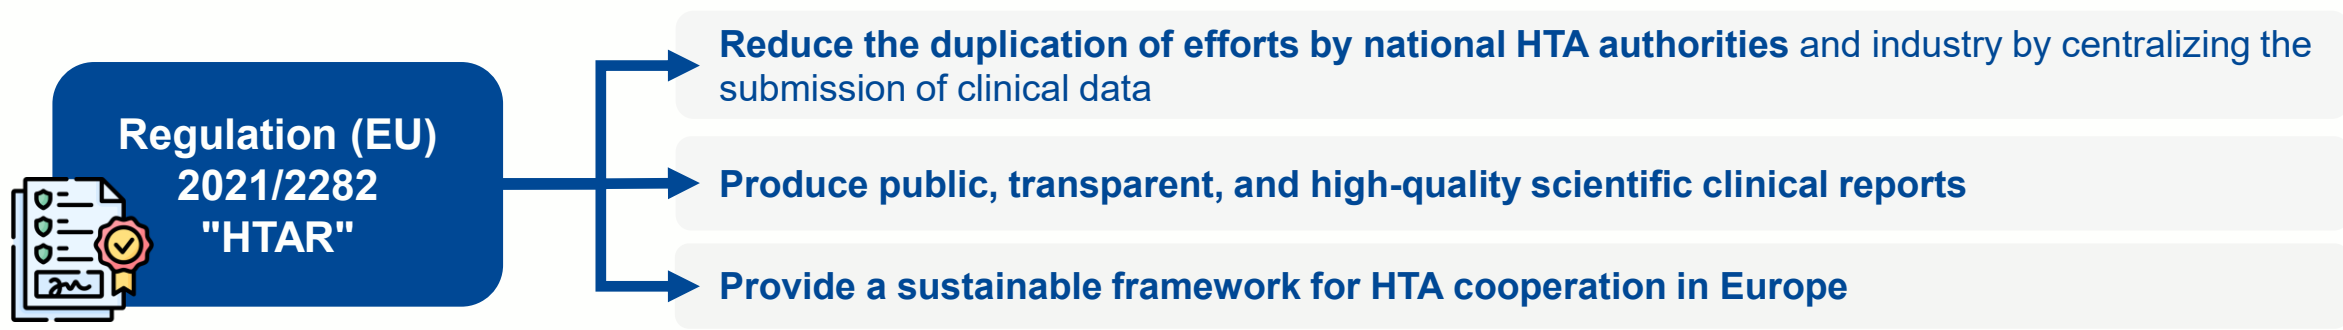 Regulation (EU)
2021/2282
"HTAR"
Reduce the duplication of efforts by national HTA authorities and industry by centralizing the
submission of clinical data
Produce public, transparent, and high-quality scientific clinical reports
Provide a sustainable framework for HTA cooperation in Europe